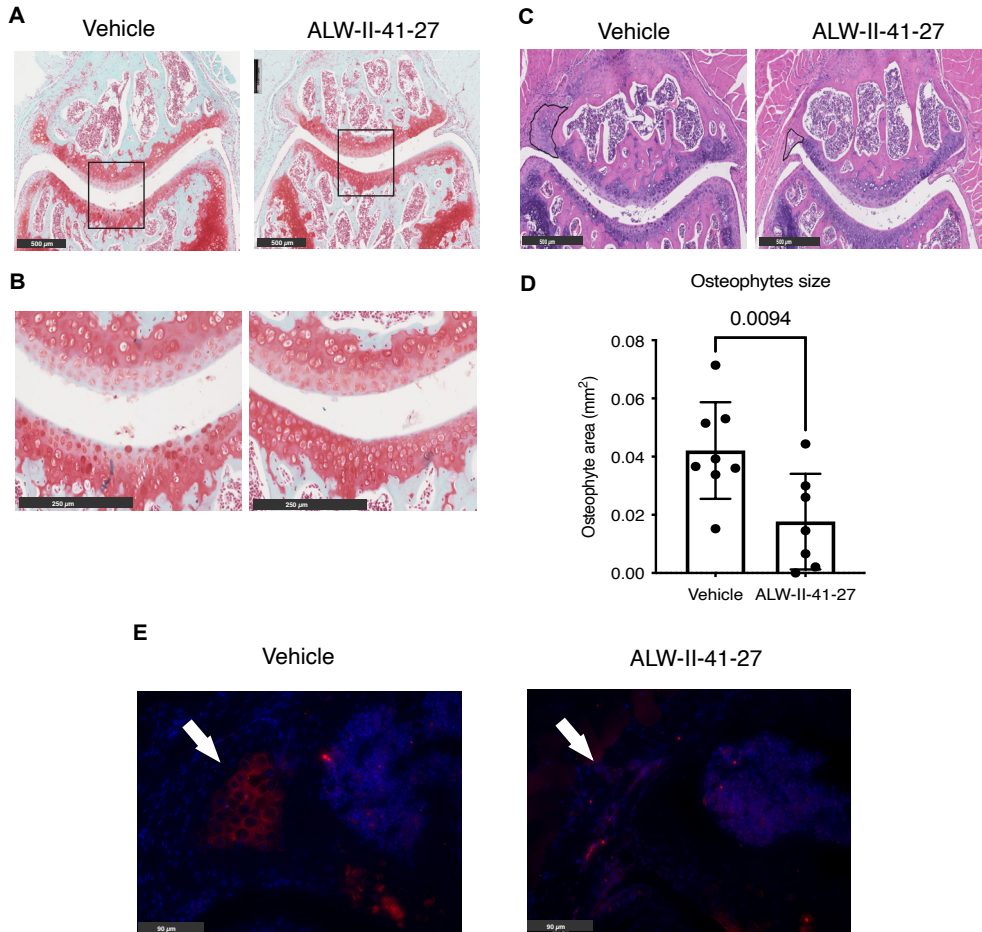 A
Vehicle
ALW-II-41-27
500 µm
500 µm
B
250 µm
250 µm
C
Vehicle
ALW-II-41-27
500 µm
500 µm
D
Osteophytes size
0.0094
Osteophyte area (mm²)
0.08
0.06
0.04
0.02
0.00
Vehicle
ALW-II-41-27
E
Vehicle
ALW-II-41-27
90 µm
90 µm